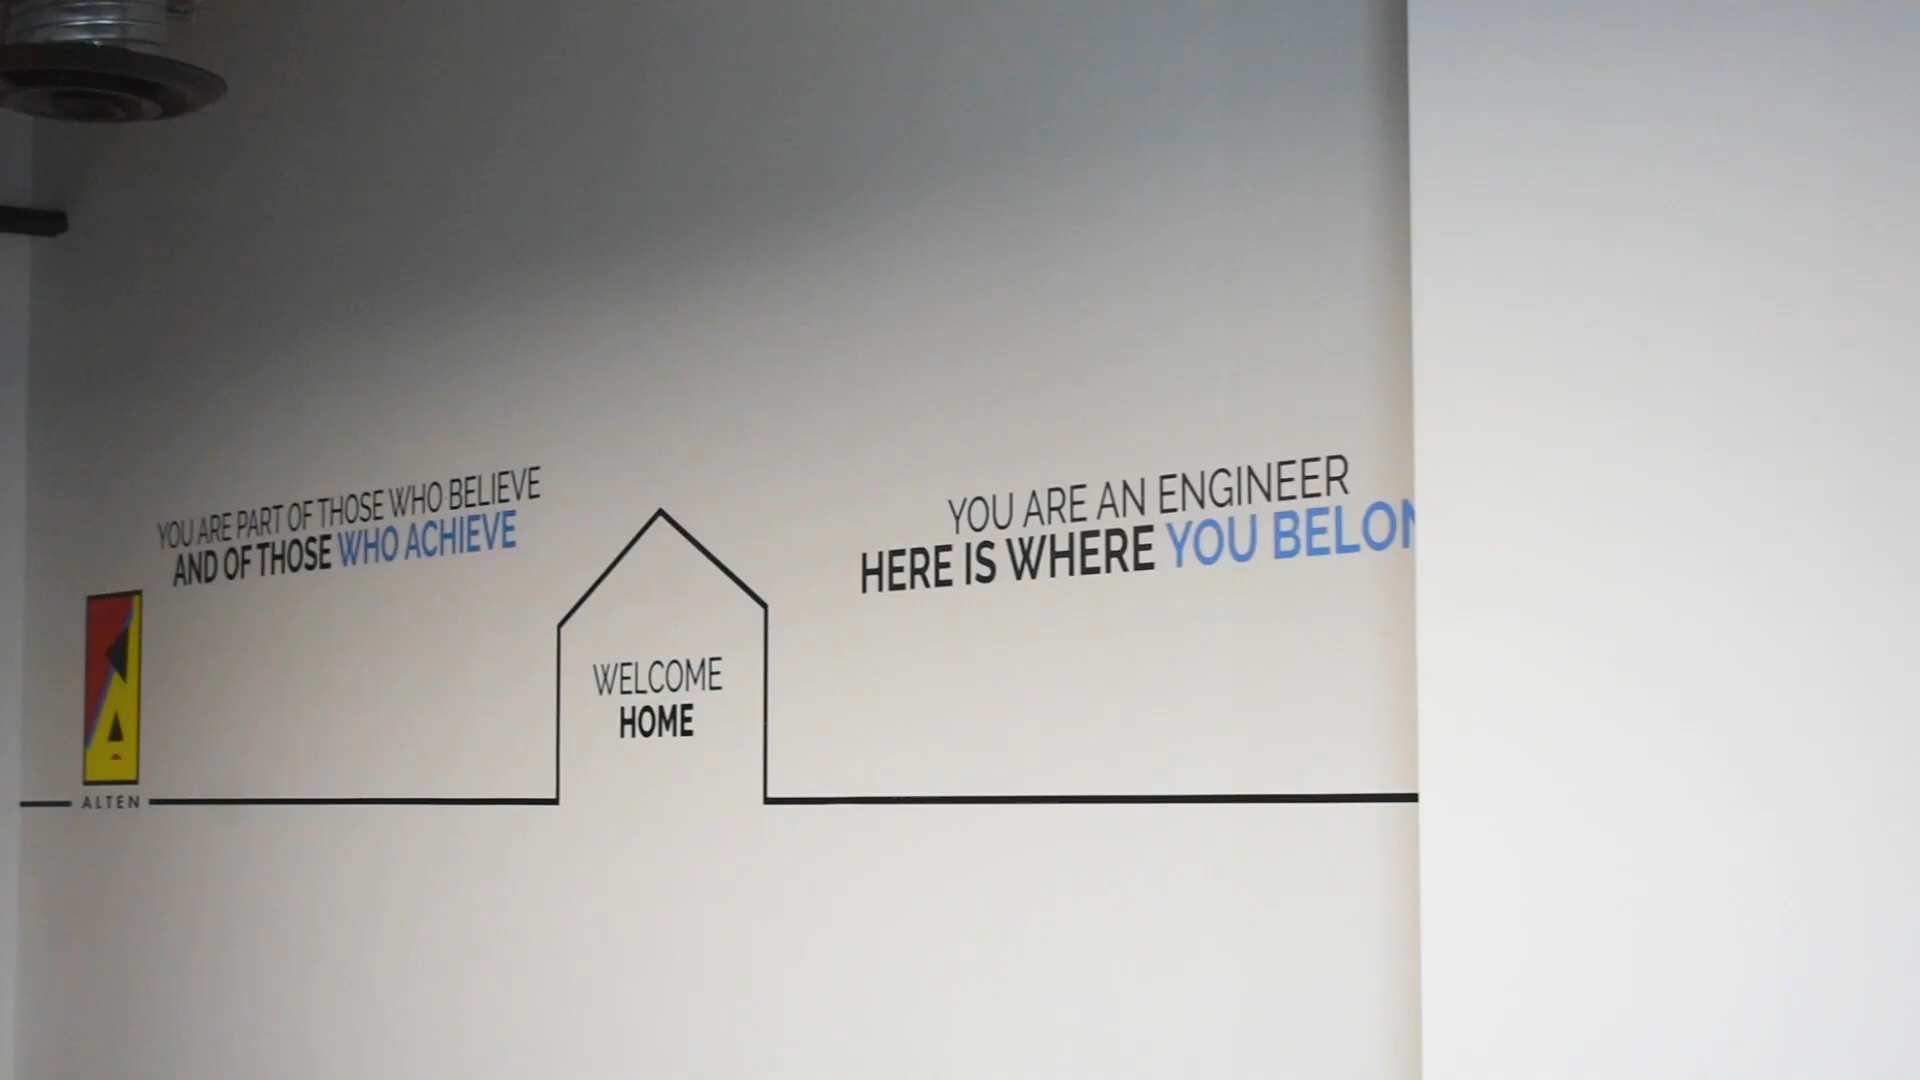 YOU ARE PART OF THOSE WHO BELIEVE
AND OF THOSE WHO ACHIEVE
YOU ARE AN ENGINEER
HERE IS WHERE YOU BELON
WELCOME
HOME
ALTEN